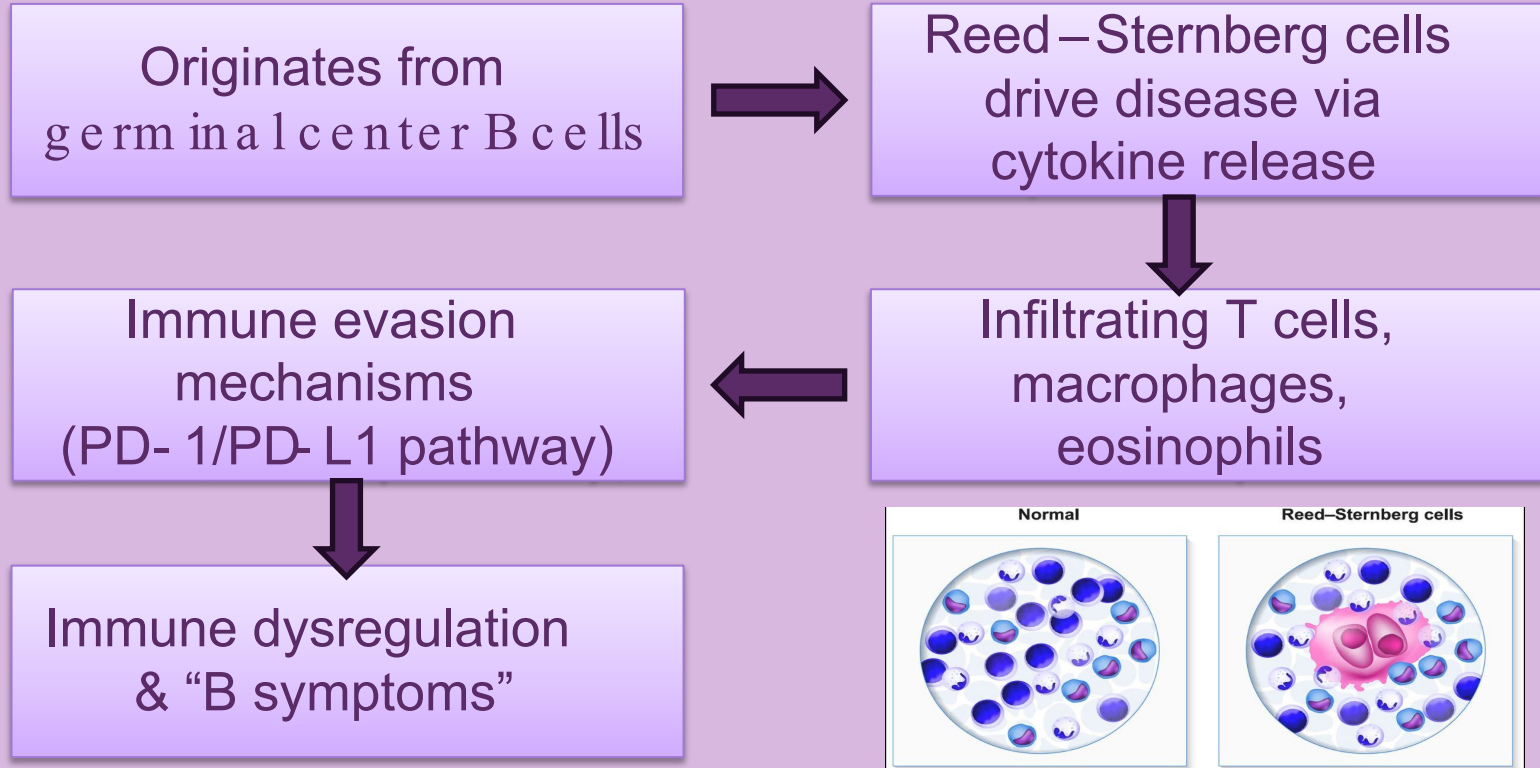 Originates from
germinal center B cells
Reed–Sternberg cells
drive disease via
cytokine release
Infiltrating T cells,
macrophages,
eosinophils
Immune evasion
mechanisms
(PD-1/PD-L1 pathway)
Immune dysregulation
& “B symptoms”
Normal
Reed–Sternberg cells